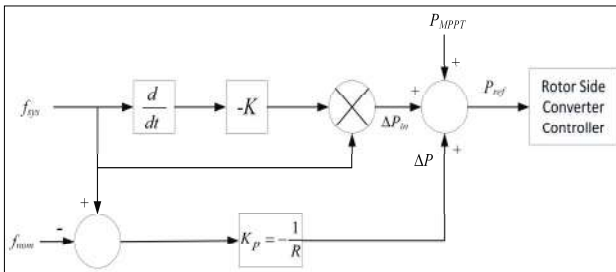 P_MPPT
+
f_sys
d
dt
-K
+
P_ref
Rotor Side
Converter
Controller
ΔP_in
+
ΔP
+
-
f_nom
K_p = - 1
R